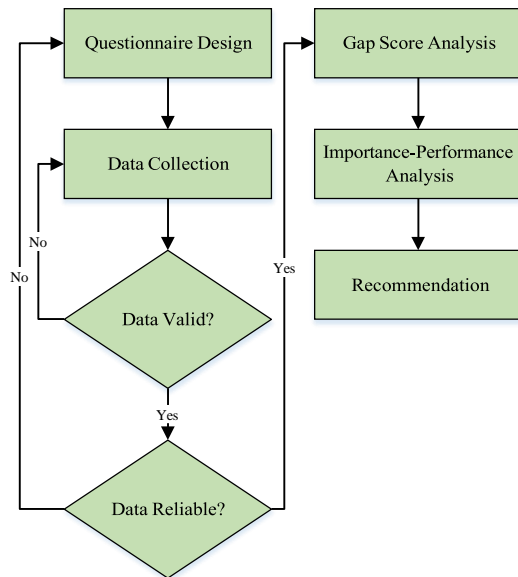 Questionnaire Design
Data Collection
No
No
Data Valid?
Yes
Data Reliable?
Yes
Gap Score Analysis
Importance-Performance
Analysis
Recommendation